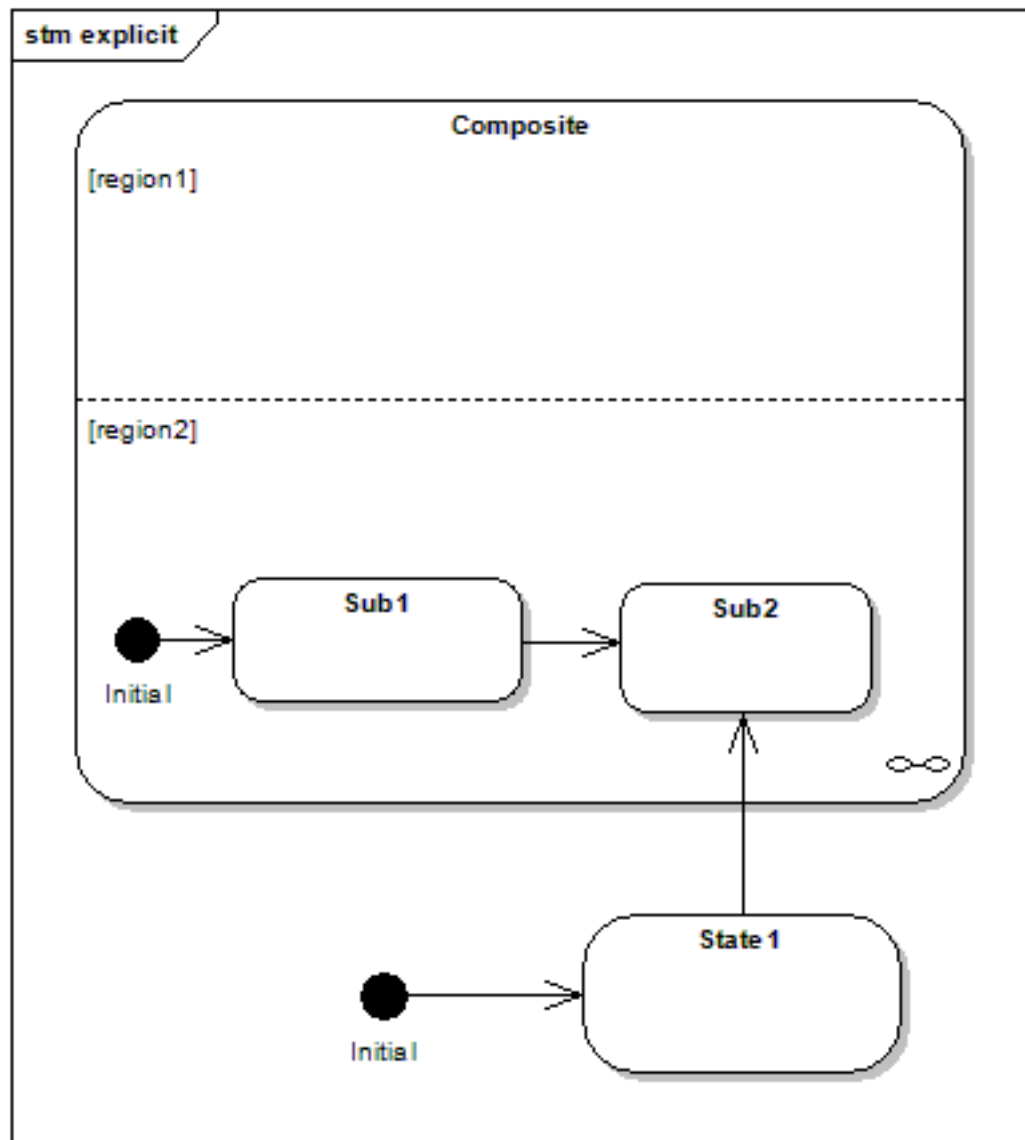 stm explicit
Composite
[region1]
[region2]
Sub1
Sub2
Initial
State1
Initial